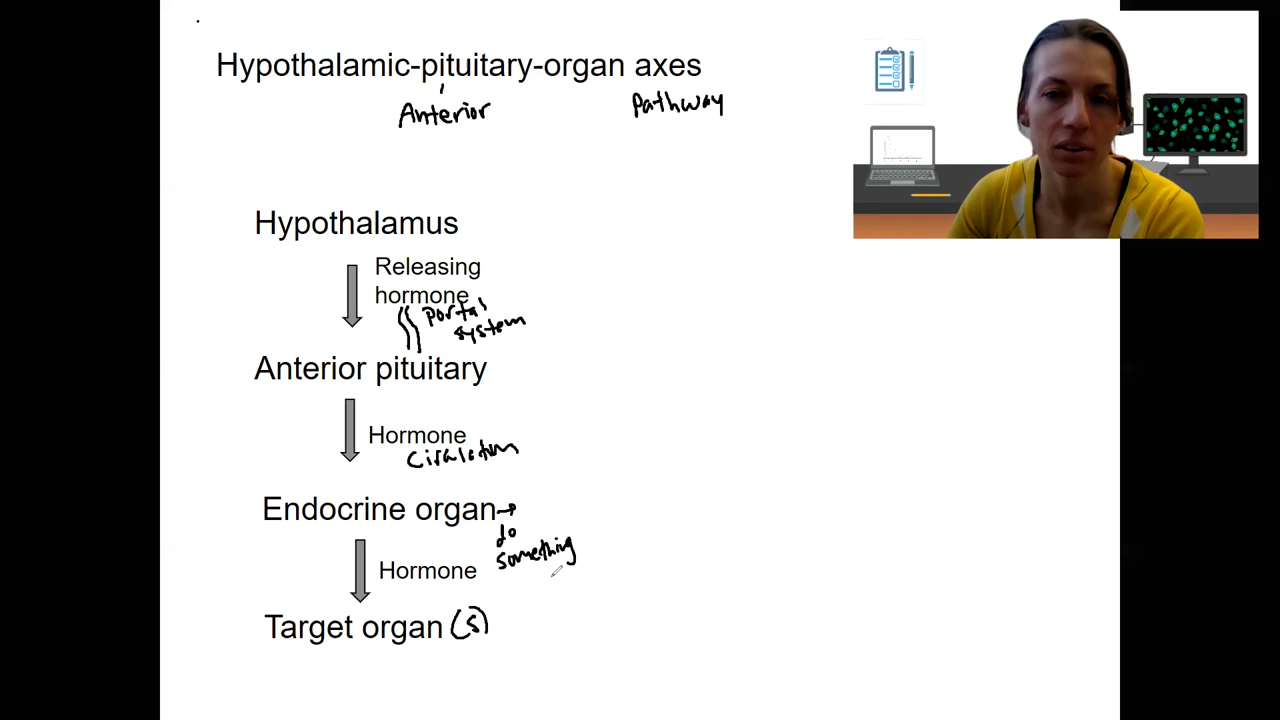 Hypothalamic-pituitary-organ axes
Anterior
Pathway
Hypothalamus
Releasing
hormone
portal
system
Anterior pituitary
Hormone
Endocrine organ
do
something
Hormone
Target organ (s)